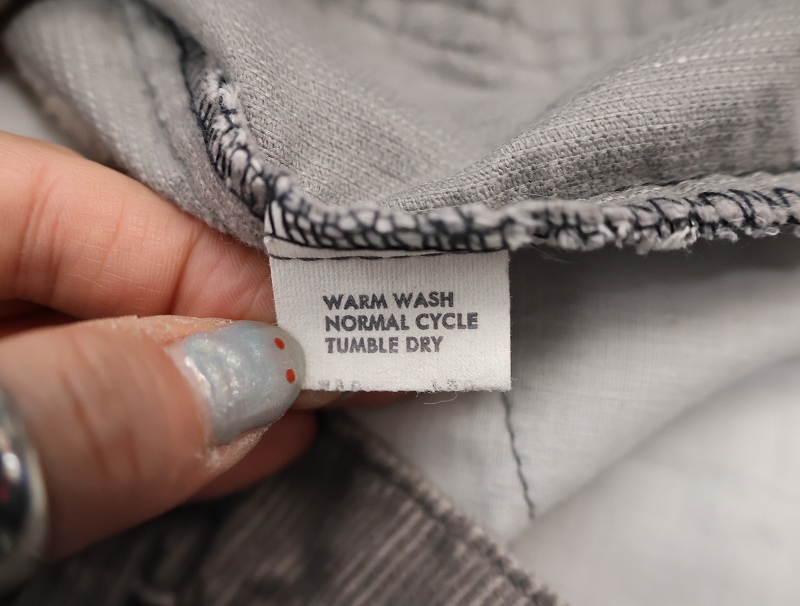 WARM WASH
NORMAL CYCLE
TUMBLE DRY